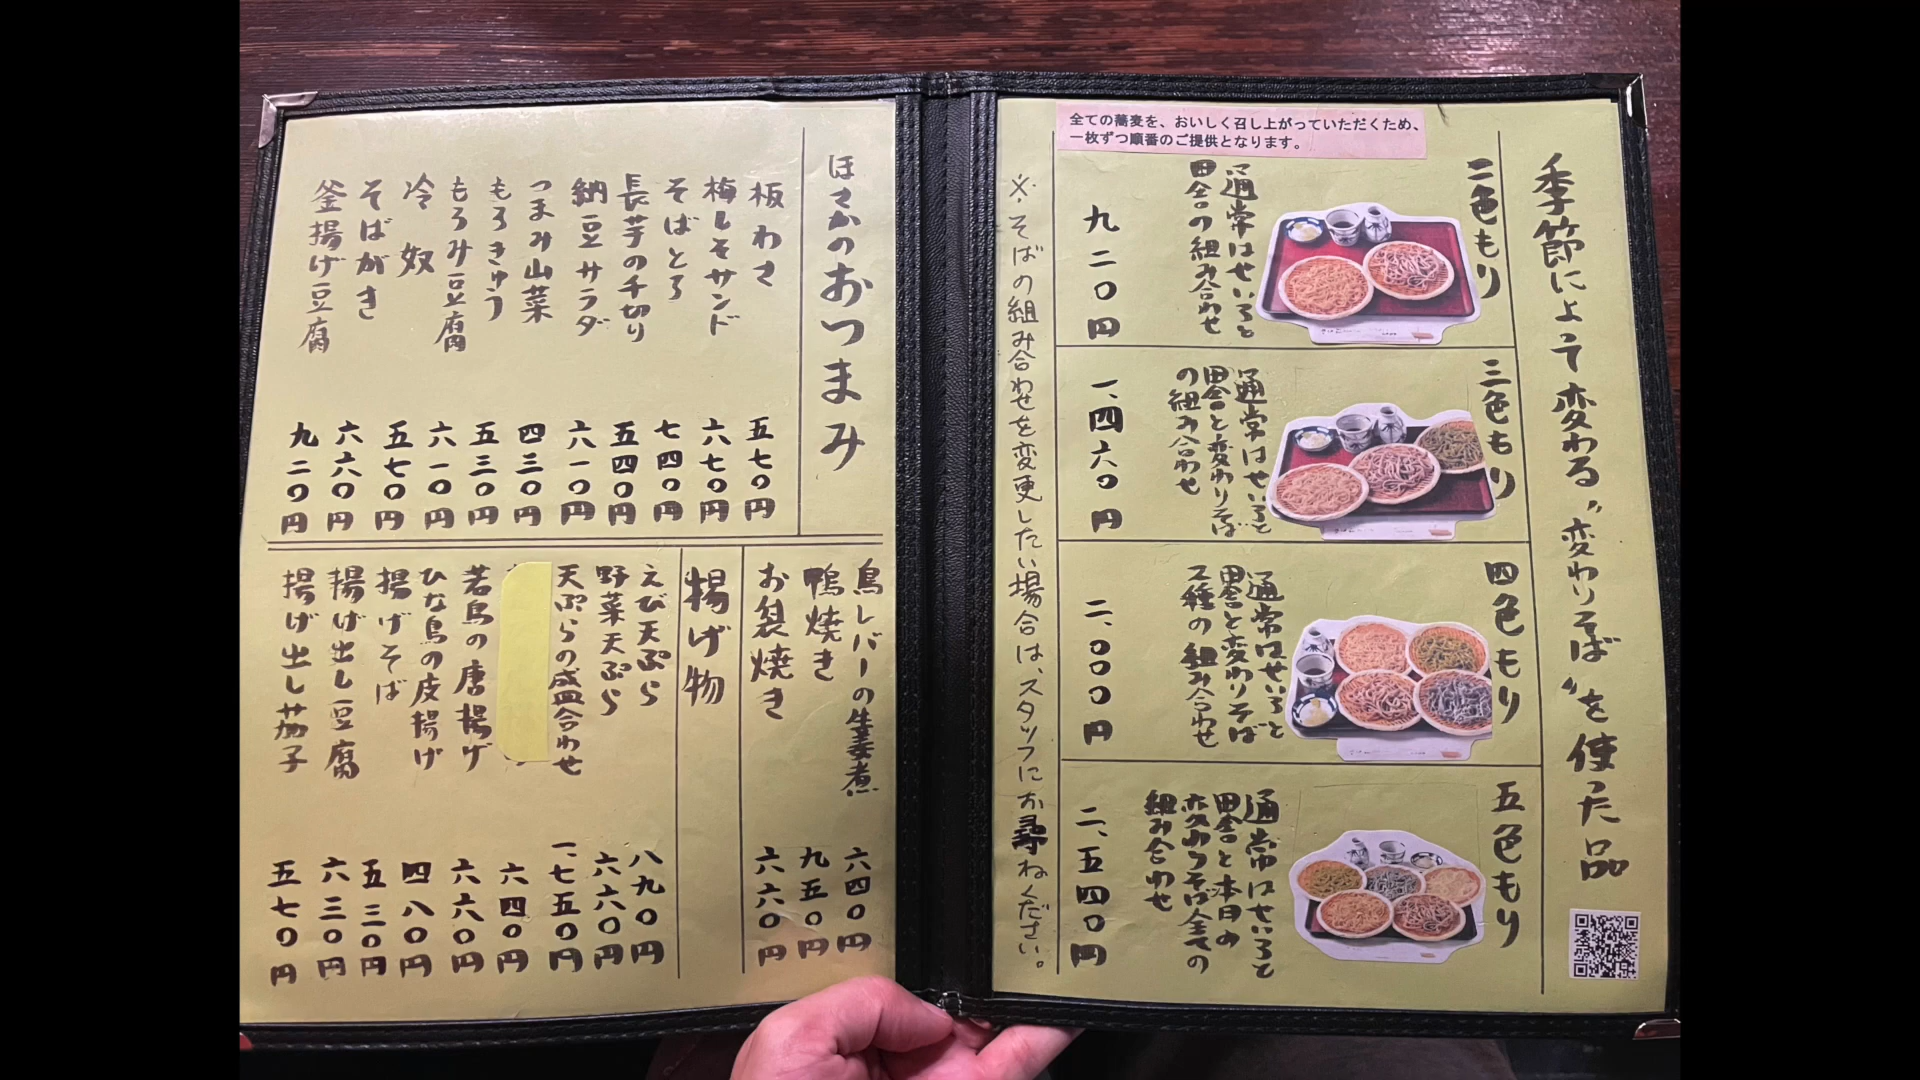 全ての蕎麦を、おいしく召し上がっていただくため、
一枚ずつ順番のご提供となります。
季節によって変わる〝変わりそば〟を使った品
二色もり
通常はせいろと
田舎の組み合わせ
九二〇円
三色もり
通常はせいろと
田舎と変わりそば
の組み合わせ
一、四六〇円
四色もり
通常はせいろと
田舎と変わりそば
2種の組み合わせ
二、〇〇〇円
五色もり
通常はせいろと
田舎と本日の
変わりそば全ての
組み合わせ
二、五四〇円
※そばの組み合わせを変更したい場合は、スタッフにお尋ねください。
ほかのおつまみ
板わさ 五七〇円
梅しそサンド 六七〇円
そばとろ 七四〇円
長芋の千切り 五四〇円
納豆サラダ 六一〇円
つまみ山菜 四三〇円
もろきゅう 五三〇円
もろみ豆腐 六一〇円
冷奴 五七〇円
そばがき 六六〇円
釜揚げ豆腐 九二〇円
鳥レバーの生姜煮 六四〇円
鴨焼き 九五〇円
お製焼き 六六〇円
揚げ物
えび天ぷら 八九〇円
野菜天ぷら 六六〇円
天ぷらの盛皿合わせ 一、七五〇円
六四〇円
若鳥の唐揚げ 六六〇円
ひな鳥の皮揚げ 四八〇円
揚げそば 五三〇円
揚げ出し豆腐 六三〇円
揚げ出し茄子 五七〇円